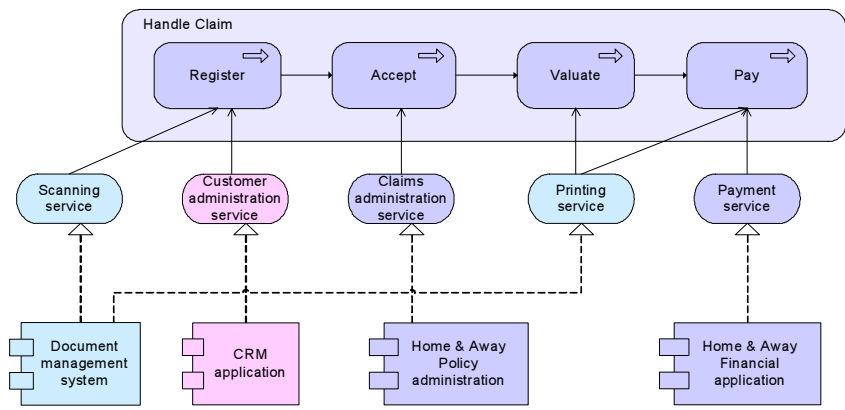 Handle Claim
Register
Accept
Valuate
Pay
Scanning
service
Customer
administration
service
Claims
administration
service
Printing
service
Payment
service
Document
management
system
CRM
application
Home & Away
Policy
administration
Home & Away
Financial
application